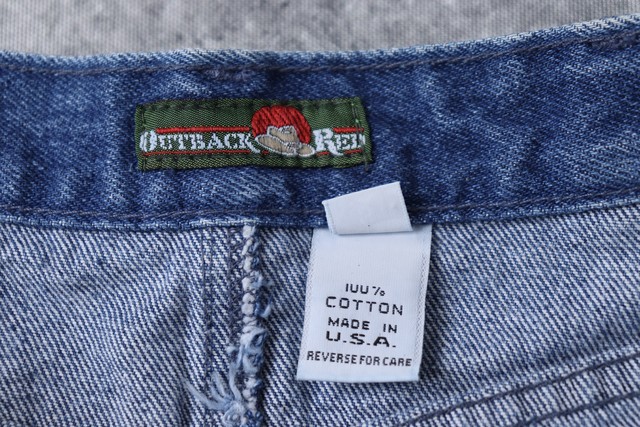 OUTBACK RED
100%
COTTON
MADE IN
U.S.A.
REVERSE FOR CARE